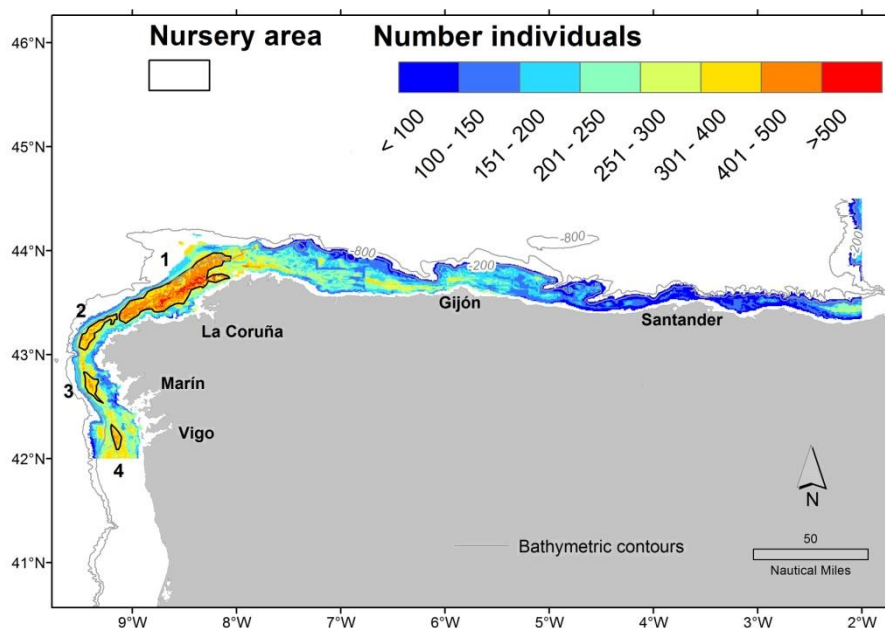 Nursery area
Number individuals
< 100
100 - 150
151 - 200
201 - 250
251 - 300
301 - 400
401 - 500
>500
46°N
45°N
44°N
43°N
42°N
41°N
-800
-800
-200
-200
1
2
3
4
La Coruña
Gijón
Santander
Marín
Vigo
N
Bathymetric contours
50
Nautical Miles
9°W
8°W
7°W
6°W
5°W
4°W
3°W
2°W